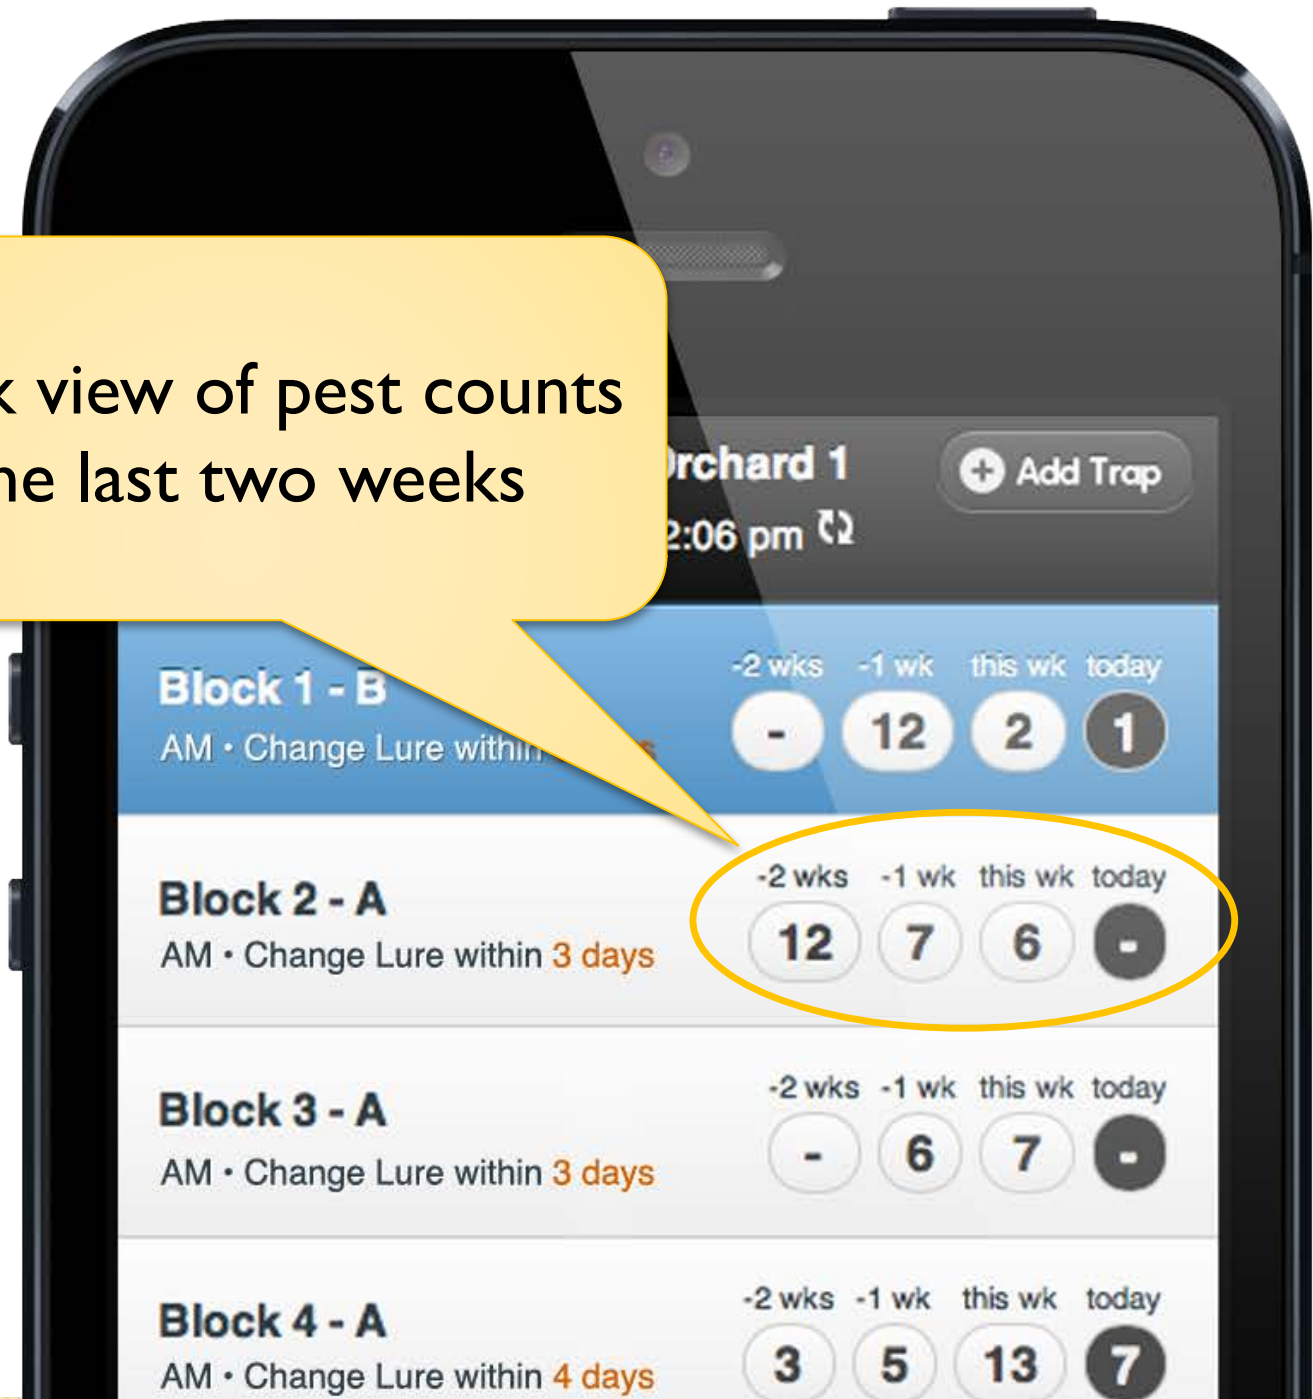 view of pest counts
last two weeks
1
Add Trap
2:06 pm
Block 1 - B
-2 wks -1 wk this wk today
AM • Change Lure within
- 12 2 1
Block 2 - A
-2 wks -1 wk this wk today
AM • Change Lure within 3 days
12 7 6 -
Block 3 - A
-2 wks -1 wk this wk today
AM • Change Lure within 3 days
- 6 7 -
Block 4 - A
-2 wks -1 wk this wk today
AM • Change Lure within 4 days
3 5 13 7